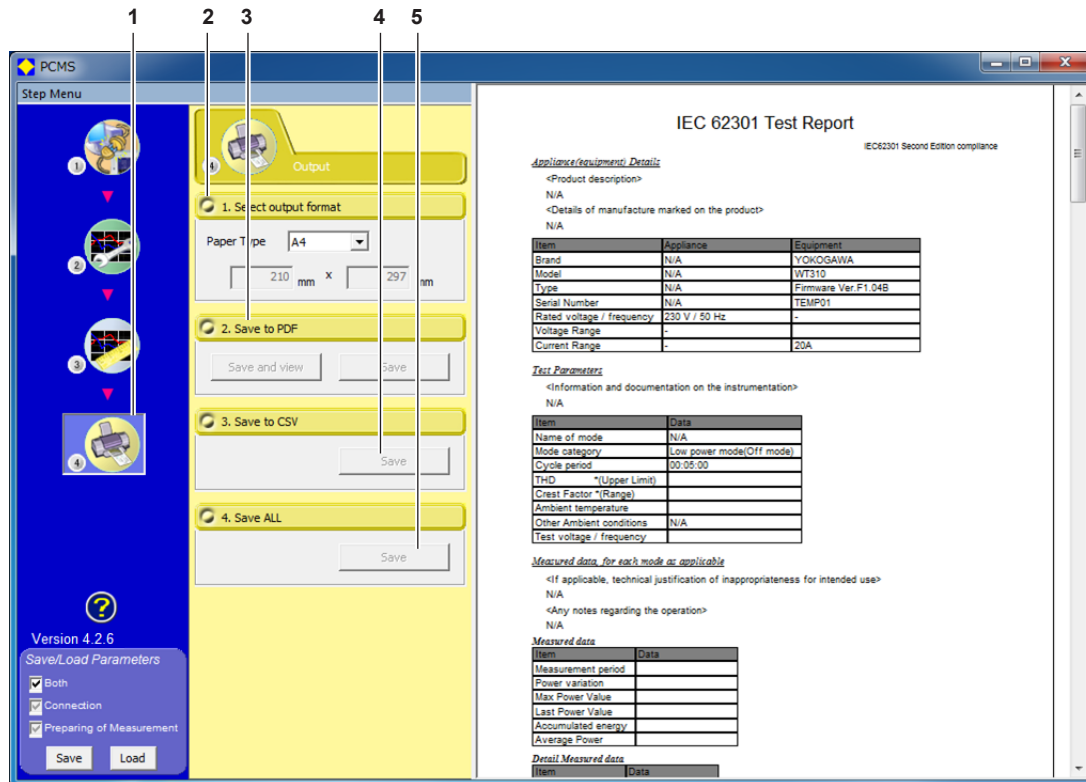 1 2 3 4 5
PCMS
Step Menu
1
2
3
4
4 Output
1. Select output format
Paper Type A4
210 mm x 297 mm
2. Save to PDF
Save and view Save
3. Save to CSV
Save
4. Save ALL
Save
?
Version 4.2.6
Save/Load Parameters
Both
Connection
Preparing of Measurement
Save Load
IEC 62301 Test Report
IEC62301 Second Edition compliance
Appliance(equipment) Details
<Product description>
N/A
<Details of manufacture marked on the product>
N/A
Item Appliance Equipment
Brand N/A YOKOGAWA
Model N/A WT310
Type N/A Firmware Ver.F1.04B
Serial Number N/A TEMP01
Rated voltage / frequency 230 V / 50 Hz -
Voltage Range -
Current Range - 20A
Test Parameters
<Information and documentation on the instrumentation>
N/A
Item Data
Name of mode N/A
Mode category Low power mode(Off mode)
Cycle period 00:05:00
THD *(Upper Limit)
Crest Factor *(Range)
Ambient temperature
Other Ambient conditions N/A
Test voltage / frequency
Measured data, for each mode as applicable
<If applicable, technical justification of inappropriateness for intended use>
N/A
<Any notes regarding the operation>
N/A
Measured data
Item Data
Measurement period
Power variation
Max Power Value
Last Power Value
Accumulated energy
Average Power
Detail Measured data
Item Data